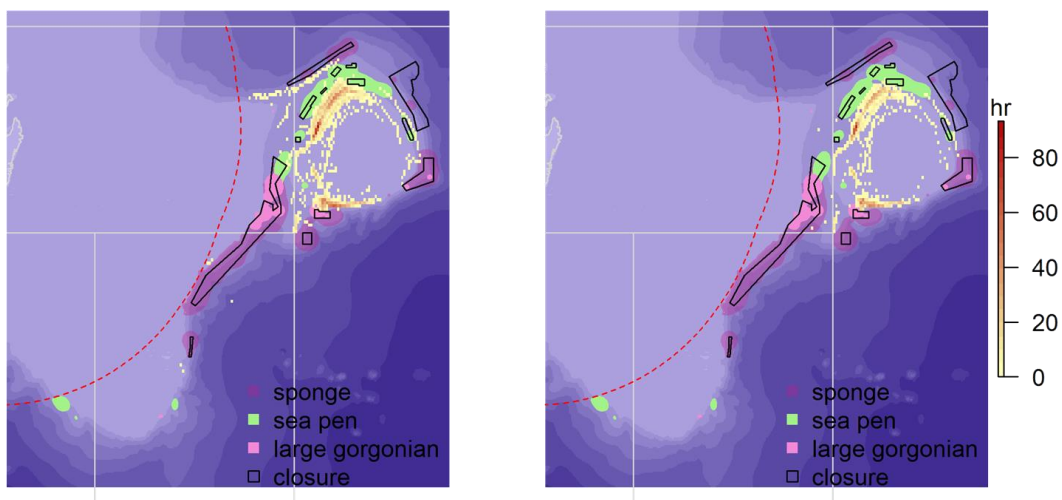 hr
80
60
40
20
0
sponge
sea pen
large gorgonian
closure
sponge
sea pen
large gorgonian
closure